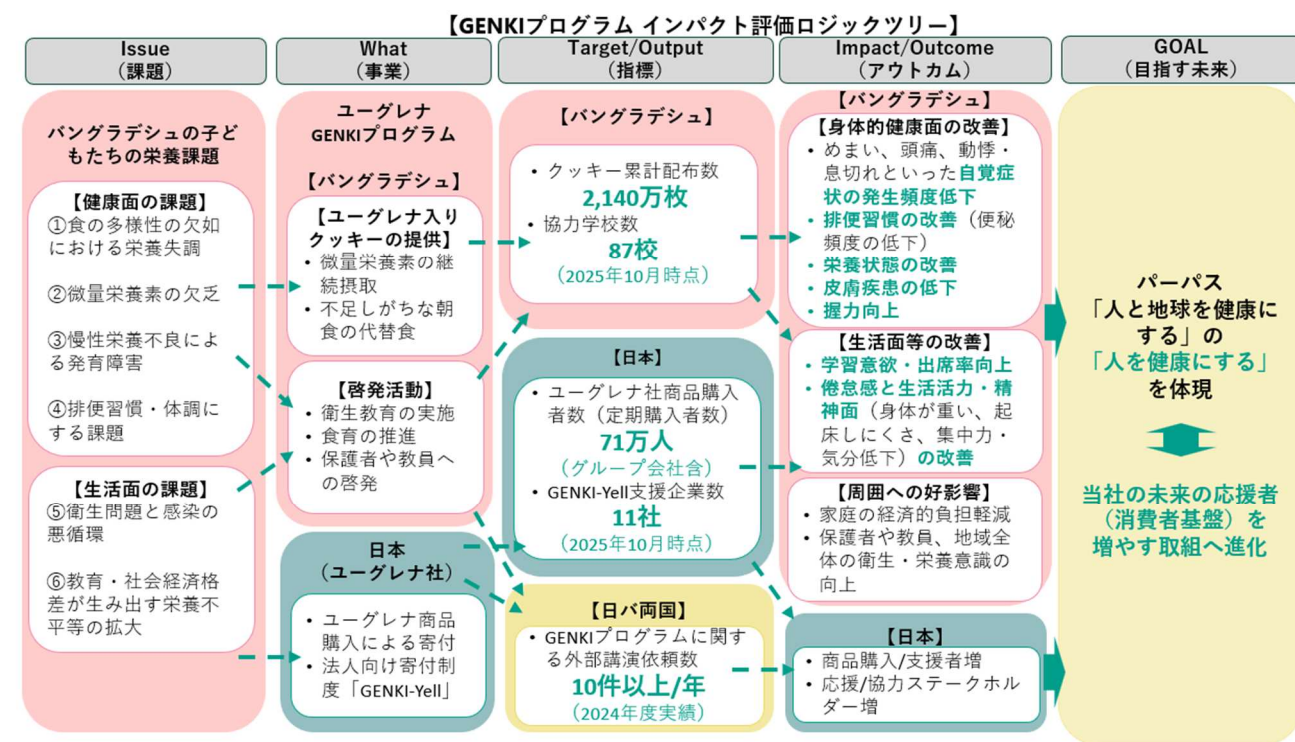 【GENKIプログラム インパクト評価ロジックツリー】
Issue
（課題）
What
（事業）
Target/Output
（指標）
Impact/Outcome
（アウトカム）
GOAL
（目指す未来）
バングラデシュの子ど
もたちの栄養課題
【健康面の課題】
①食の多様性の欠如
における栄養失調
②微量栄養素の欠乏
③慢性栄養不良によ
る発育障害
④排便習慣・体調に
する課題
【生活面の課題】
⑤衛生問題と感染の
悪循環
⑥教育・社会経済格
差が生み出す栄養不
平等の拡大
ユーグレナ
GENKIプログラム
【バングラデシュ】
【ユーグレナ入り
クッキーの提供】
• 微量栄養素の継
続摂取
• 不足しがちな朝
食の代替食
【啓発活動】
• 衛生教育の実施
• 食育の推進
• 保護者や教員へ
の啓発
日本
（ユーグレナ社）
• ユーグレナ商品
購入による寄付
• 法人向け寄付制
度「GENKI-Yell」
【バングラデシュ】
• クッキー累計配布数
2,140万枚
• 協力学校数
87校
（2025年10月時点）
【日本】
• ユーグレナ社商品購入
者数（定期購入者数）
71万人
（グループ会社含）
• GENKI-Yell支援企業数
11社
（2025年10月時点）
【日バ両国】
• GENKIプログラムに関す
る外部講演依頼数
10件以上/年
（2024年度実績）
【バングラデシュ】
【身体的健康面の改善】
• めまい、頭痛、動悸・
息切れといった自覚症
状の発生頻度低下
• 排便習慣の改善（便秘
頻度の低下）
• 栄養状態の改善
• 皮膚疾患の低下
• 握力向上
【生活面等の改善】
• 学習意欲・出席率向上
• 倦怠感と生活活力・精
神面（身体が重い、起
床しにくさ、集中力・
気分低下）の改善
【周囲への好影響】
• 家庭の経済的負担軽減
• 保護者や教員、地域全
体の衛生・栄養意識の
向上
【日本】
• 商品購入/支援者増
• 応援/協力ステークホル
ダー増
パーパス
「人と地球を健康に
する」の
「人を健康にする」
を体現
当社の未来の応援者
（消費者基盤）を
増やす取組へ進化